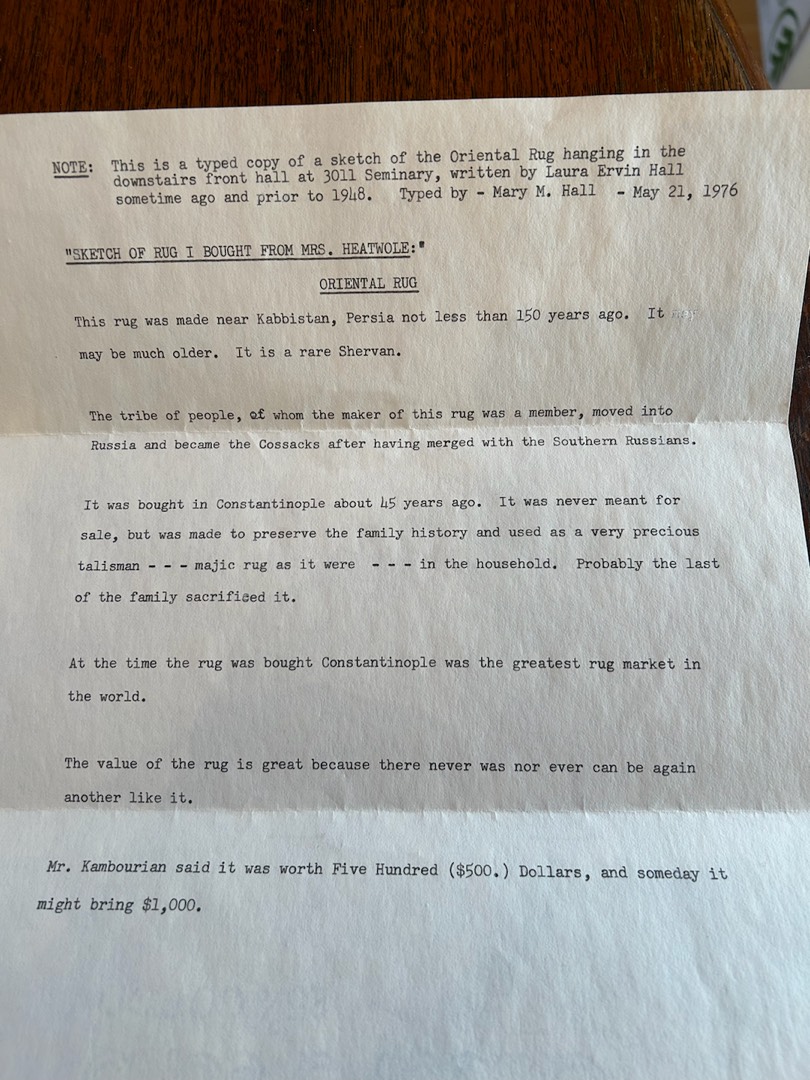 NOTE: This is a typed copy of a sketch of the Oriental Rug hanging in the
downstairs front hall at 3011 Seminary, written by Laura Ervin Hall
sometime ago and prior to 1948. Typed by - Mary M. Hall - May 21, 1976
"SKETCH OF RUG I BOUGHT FROM MRS. HEATWOLE:"
ORIENTAL RUG
This rug was made near Kabbistan, Persia not less than 150 years ago. It
may be much older. It is a rare Shervan.
The tribe of people, of whom the maker of this rug was a member, moved into
Russia and became the Cossacks after having merged with the Southern Russians.
It was bought in Constantinople about 45 years ago. It was never meant for
sale, but was made to preserve the family history and used as a very precious
talisman - - - majic rug as it were - - - in the household. Probably the last
of the family sacrificed it.
At the time the rug was bought Constantinople was the greatest rug market in
the world.
The value of the rug is great because there never was nor ever can be again
another like it.
Mr. Kambourian said it was worth Five Hundred ($500.) Dollars, and someday it
might bring $1,000.